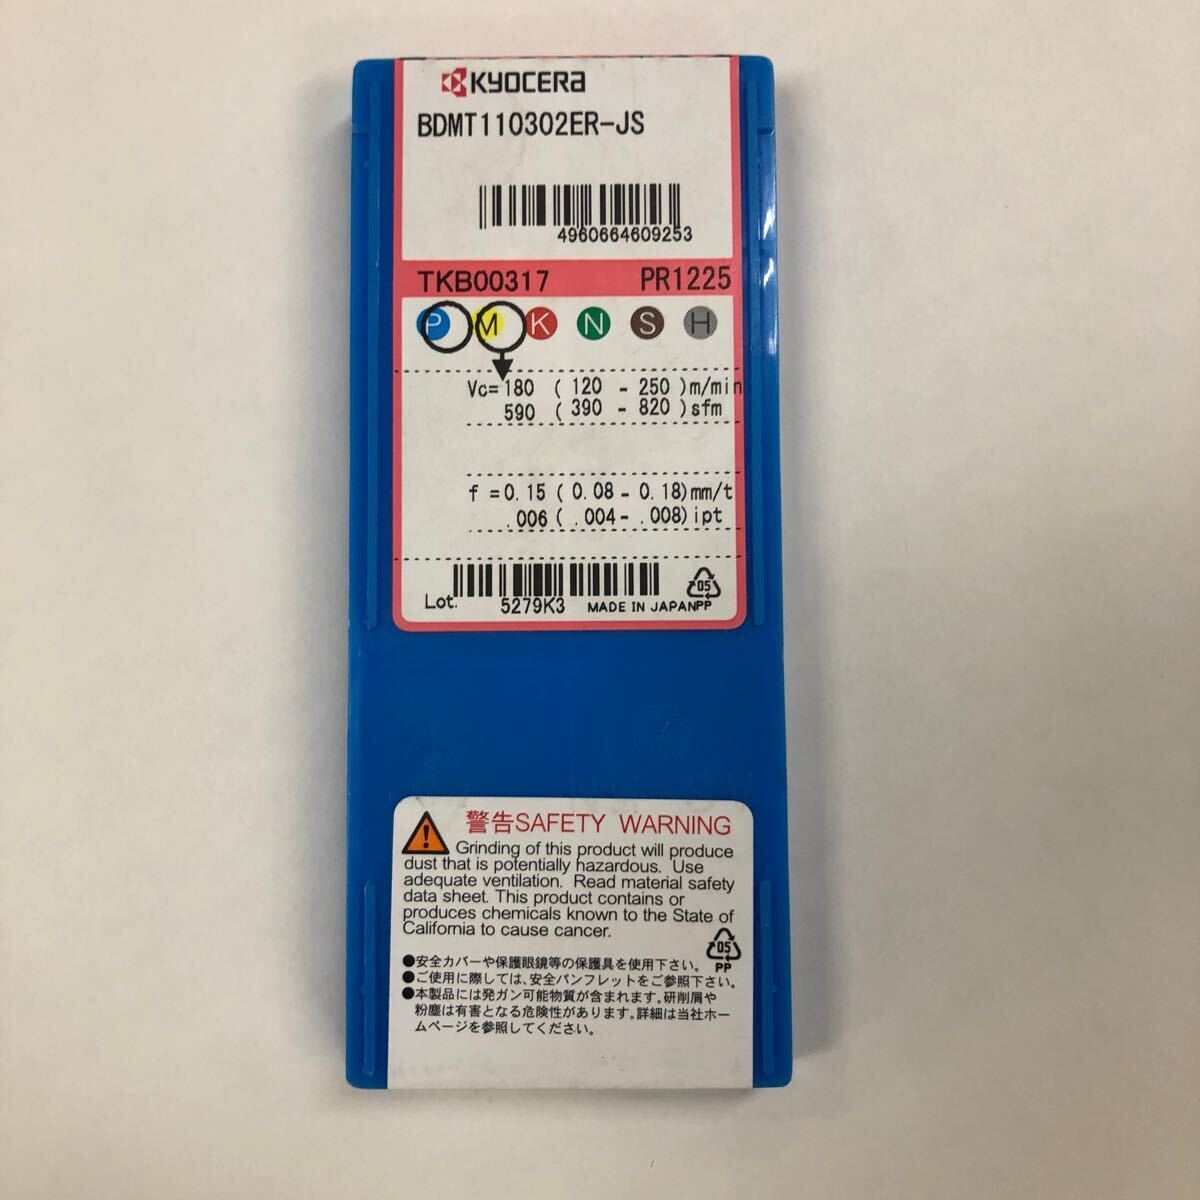 KYOCERA
BDMT110302ER-JS
4960664609253
TKB00317 PR1225
P M K N S H
Vc=180 (120 - 250)m/min
590 (390 - 820)sfm
f =0.15 (0.08 - 0.18)mm/t
.006 (.004 - .008)ipt
Lot. 5279K3 MADE IN JAPAN
05
PP
警告SAFETY WARNING
Grinding of this product will produce
dust that is potentially hazardous. Use
adequate ventilation. Read material safety
data sheet. This product contains or
produces chemicals known to the State of
California to cause cancer.
05
PP
●安全カバーや保護眼鏡等の保護具を使用下さい。
●ご使用に際しては、安全パンフレットをご参照下さい。
●本製品には発ガン可能物質が含まれます。研削屑や
粉塵は有害となる危険性があります。詳細は当社ホー
ムページを参照してください。